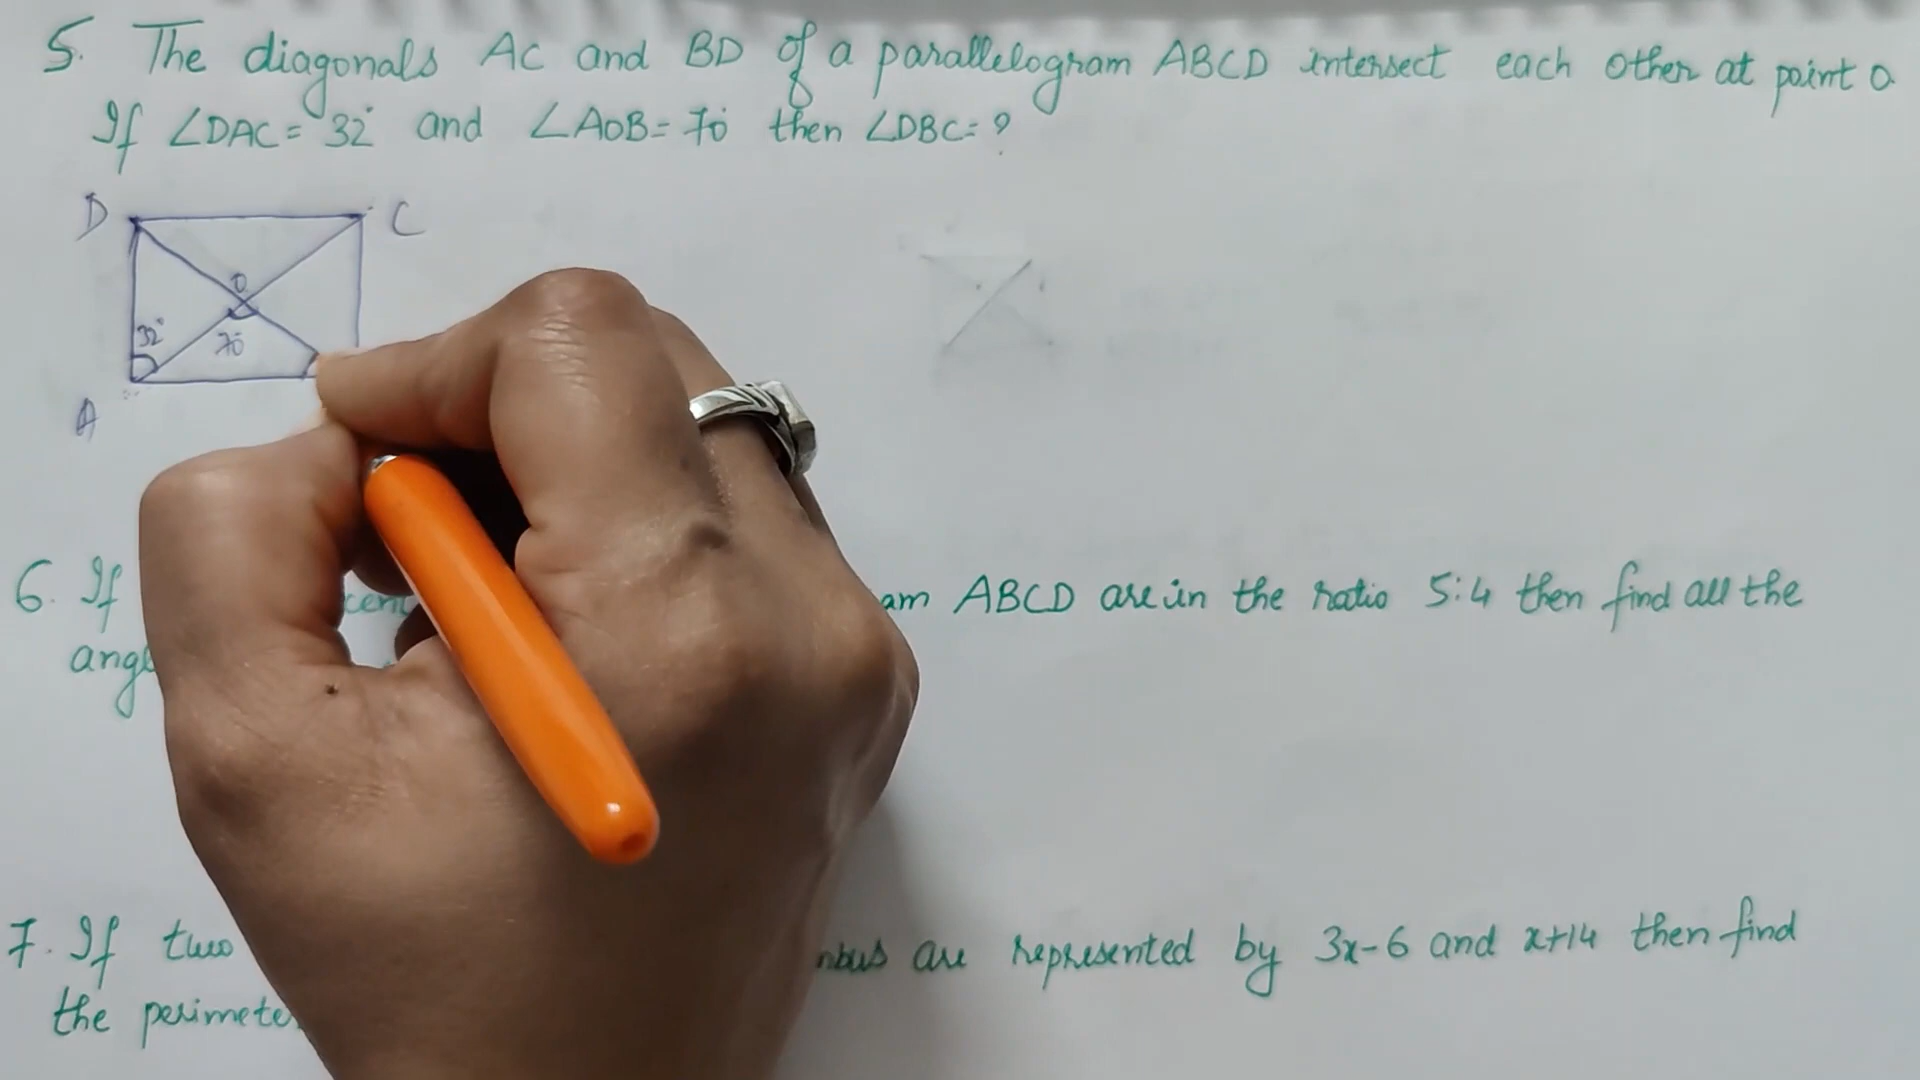 5. The diagonals AC and BD of a parallelogram ABCD intersect each other at point O
If ∠DAC = 32° and ∠AOB = 70° then ∠DBC = ?
D C
O
32° 70°
A
6. If am ABCD are in the ratio 5:4 then find all the
7. If two are represented by 3x-6 and x+14 then find
the